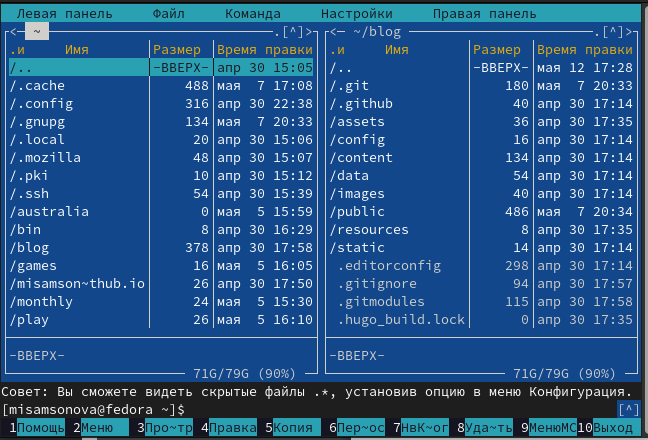 Левая панель Файл Команда Настройки Правая панель
<─ ~ .[^]> <─ ~/blog .[^]>
.и Имя Размер Время правки .и Имя Размер Время правки
/.. -ВВЕРХ- апр 30 15:05 /.. -ВВЕРХ- мая 12 17:28
/.cache 488 мая 7 17:08 /.git 180 мая 7 20:33
/.config 316 апр 30 22:38 /.github 40 апр 30 17:14
/.gnupg 134 мая 7 20:33 /assets 36 апр 30 17:35
/.local 20 апр 30 15:06 /config 16 апр 30 17:14
/.mozilla 48 апр 30 15:07 /content 134 апр 30 17:14
/.pki 10 апр 30 15:12 /data 54 апр 30 17:14
/.ssh 54 апр 30 15:39 /images 40 апр 30 17:14
/australia 0 мая 5 15:59 /public 486 мая 7 20:34
/bin 8 апр 30 16:29 /resources 8 апр 30 17:35
/blog 378 апр 30 17:58 /static 14 апр 30 17:14
/games 16 мая 5 16:05 .editorconfig 298 апр 30 17:14
/misamson~thub.io 26 апр 30 17:50 .gitignore 94 апр 30 17:57
/monthly 24 мая 5 15:30 .gitmodules 115 апр 30 17:58
/play 26 мая 5 16:10 .hugo_build.lock 0 апр 30 17:35
-ВВЕРХ- -ВВЕРХ-
71G/79G (90%) 71G/79G (90%)
Совет: Вы сможете видеть скрытые файлы .*, установив опцию в меню Конфигурация.
[misamsonova@fedora ~]$ [^]
1Помощь 2Меню 3Про~тр 4Правка 5Копия 6Пер~ос 7НвК~ог 8Уда~ть 9МенюMC 10Выход